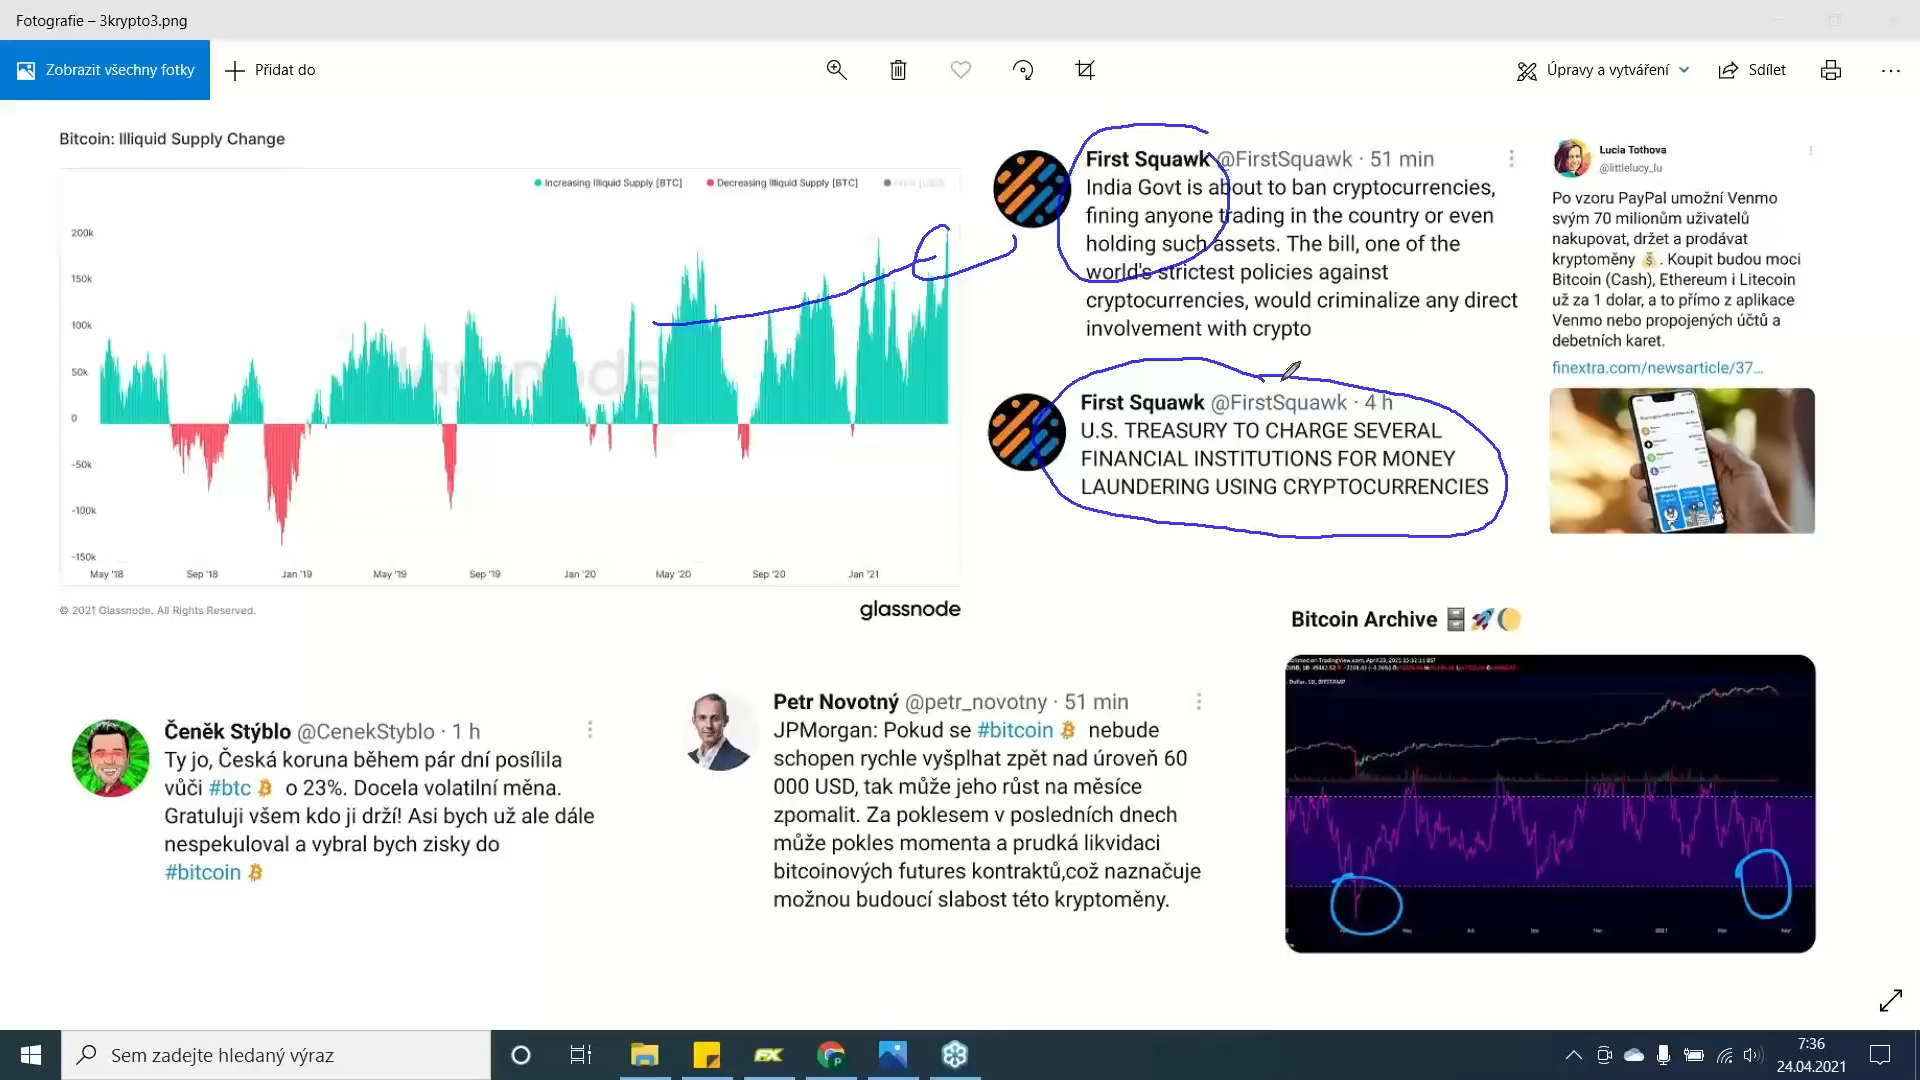 Fotografie – 3krypto3.png
Zobrazit všechny fotky
Přidat do
Úpravy a vytváření
Sdílet
Bitcoin: Illiquid Supply Change
Increasing Illiquid Supply [BTC]
Decreasing Illiquid Supply [BTC]
200k
150k
100k
50k
0
-50k
-100k
-150k
May '18
Sep '18
Jan '19
May '19
Sep '19
Jan '20
May '20
Sep '20
Jan '21
glassnode
© 2021 Glassnode. All Rights Reserved.
glassnode
First Squawk @FirstSquawk · 51 min
India Govt is about to ban cryptocurrencies,
fining anyone trading in the country or even
holding such assets. The bill, one of the
world's strictest policies against
cryptocurrencies, would criminalize any direct
involvement with crypto
First Squawk @FirstSquawk · 4 h
U.S. TREASURY TO CHARGE SEVERAL
FINANCIAL INSTITUTIONS FOR MONEY
LAUNDERING USING CRYPTOCURRENCIES
Lucia Tothova
@littlelucy_lu
Po vzoru PayPal umožní Venmo
svým 70 milionům uživatelů
nakupovat, držet a prodávat
kryptoměny 💰. Koupit budou moci
Bitcoin (Cash), Ethereum i Litecoin
už za 1 dolar, a to přímo z aplikace
Venmo nebo propojených účtů a
debetních karet.
finextra.com/newsarticle/37...
Čeněk Stýblo @CenekStyblo · 1 h
Ty jo, Česká koruna během pár dní posílila
vůči #btc o 23%. Docela volatilní měna.
Gratuluji všem kdo ji drží! Asi bych už ale dále
nespekuloval a vybral bych zisky do
#bitcoin
Petr Novotný @petr_novotny · 51 min
JPMorgan: Pokud se #bitcoin nebude
schopen rychle vyšplhat zpět nad úroveň 60
000 USD, tak může jeho růst na měsíce
zpomalit. Za poklesem v posledních dnech
může pokles momenta a prudká likvidaci
bitcoinových futures kontraktů,což naznačuje
možnou budoucí slabost této kryptoměny.
Bitcoin Archive 🗄️🚀🌔
Sem zadejte hledaný výraz
FX
7:36
24.04.2021